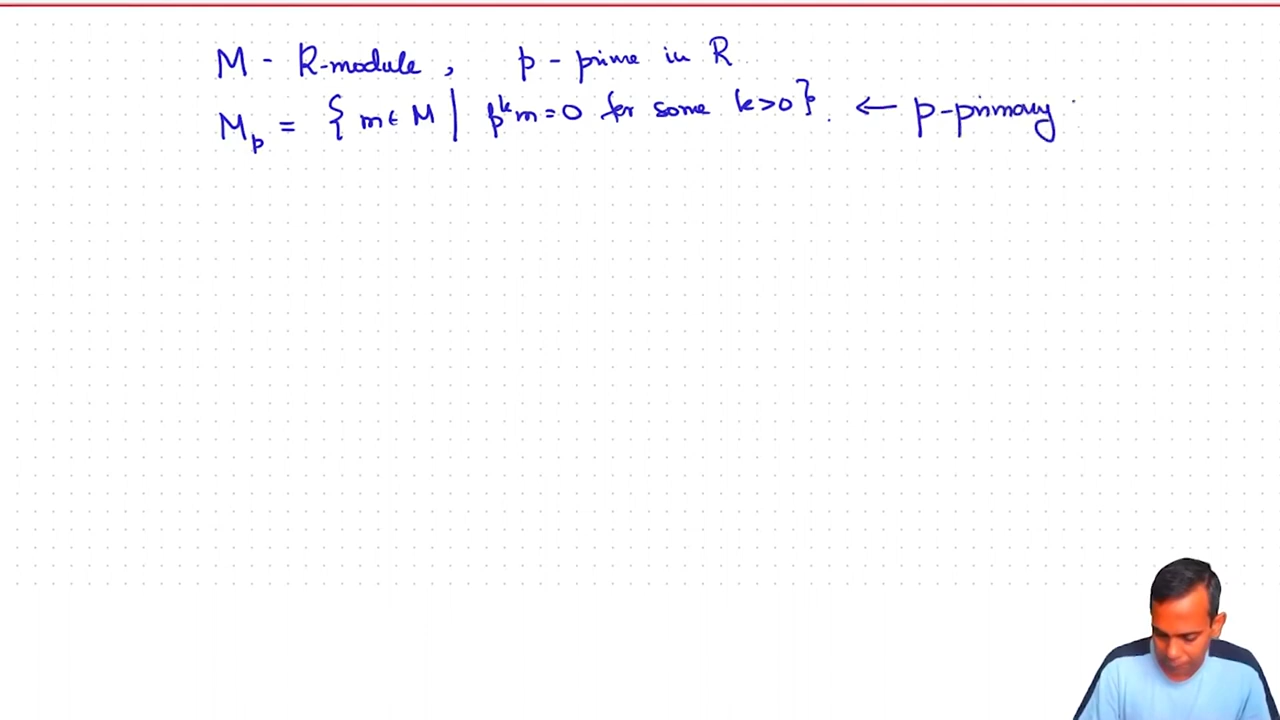 M - R-module , p - prime in R
M_p = { m ∈ M | p^k m = 0 for some k > 0 } . ← p-primary